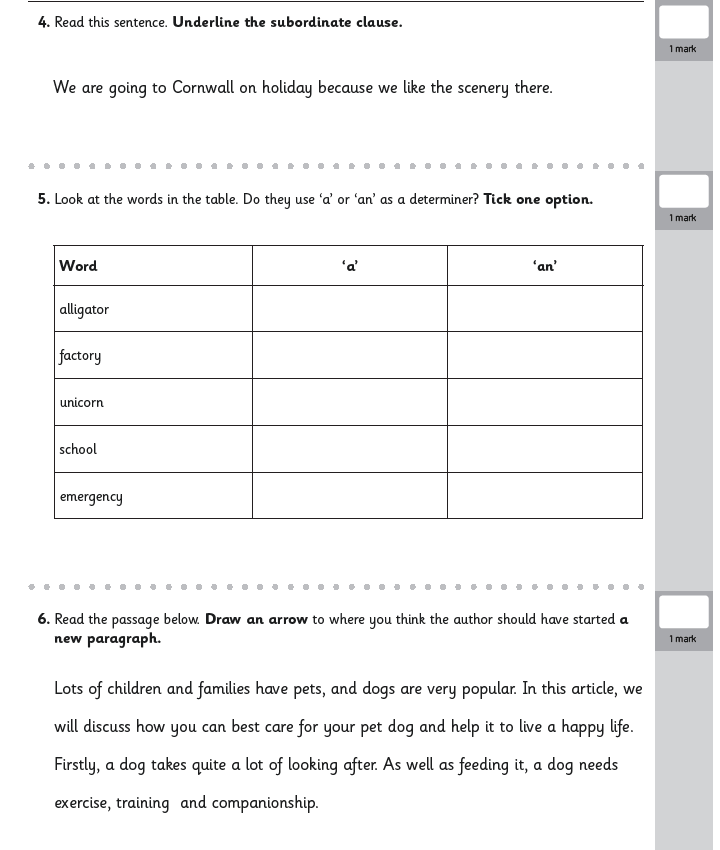 4. Read this sentence. Underline the subordinate clause.
1 mark
We are going to Cornwall on holiday because we like the scenery there.
5. Look at the words in the table. Do they use ‘a’ or ‘an’ as a determiner? Tick one option.
1 mark
Word ‘a’ ‘an’
alligator
factory
unicorn
school
emergency
6. Read the passage below. Draw an arrow to where you think the author should have started a
new paragraph.
1 mark
Lots of children and families have pets, and dogs are very popular. In this article, we
will discuss how you can best care for your pet dog and help it to live a happy life.
Firstly, a dog takes quite a lot of looking after. As well as feeding it, a dog needs
exercise, training  and companionship.